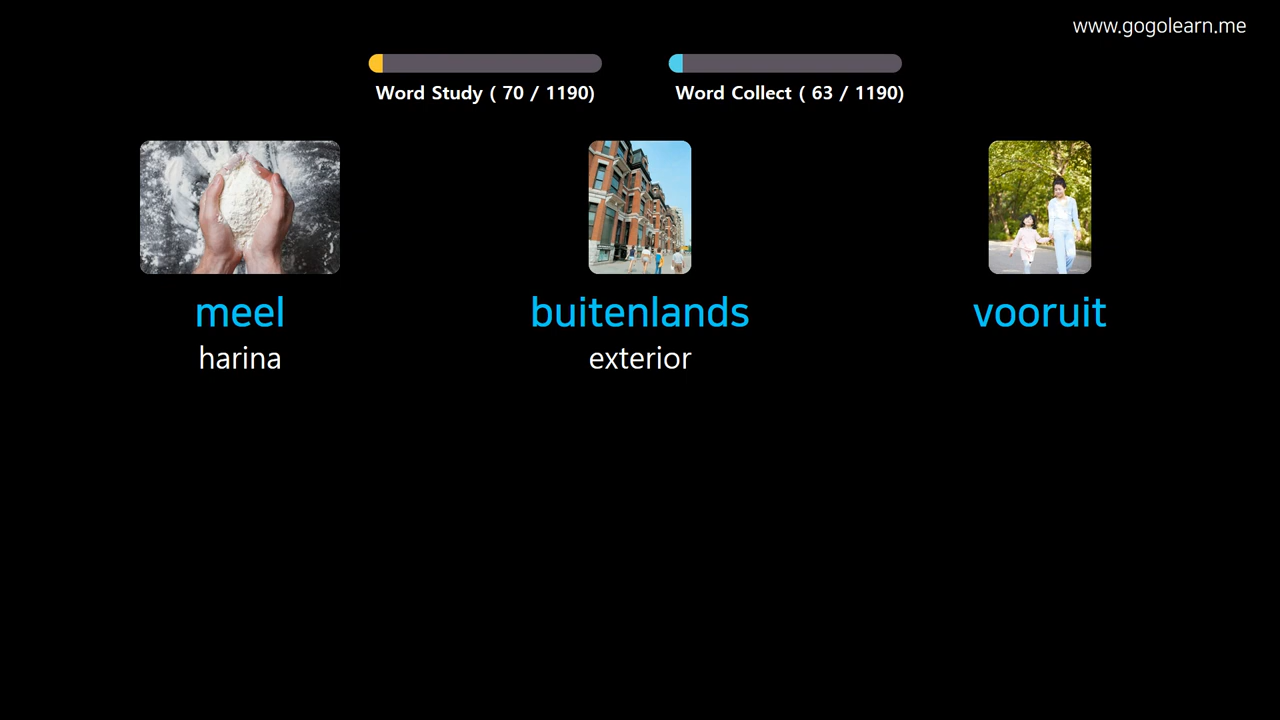 www.gogolearn.me
Word Study ( 70 / 1190)
Word Collect ( 63 / 1190)
meel
buitenlands
vooruit
harina
exterior